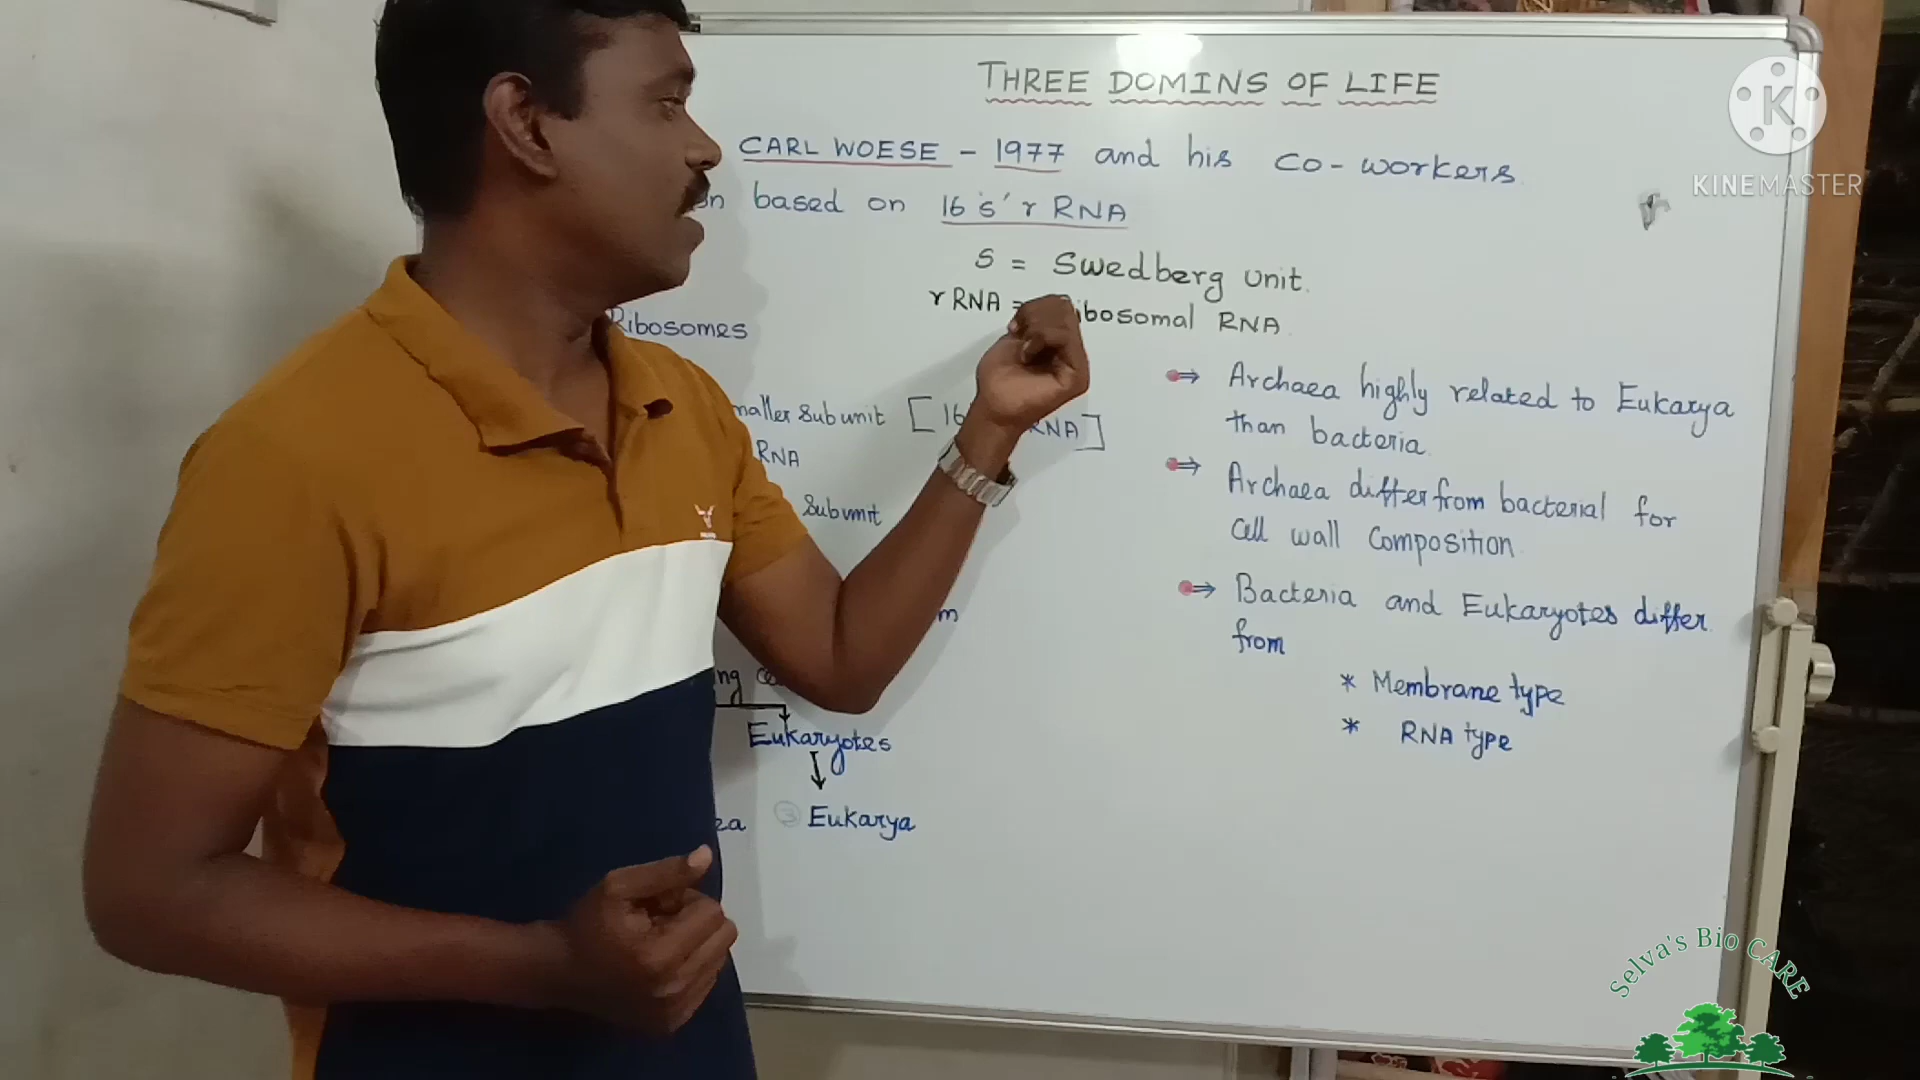 THREE DOMINS OF LIFE
CARL WOESE - 1977 and his co-workers
based on 16 's' r RNA
S = Swedberg unit.
r RNA = Ribosomal RNA
Ribosomes
smaller Subunit [16 RNA]
RNA
Subunit
Eukaryotes
Eukarya
⇒ Archaea highly related to Eukarya
than bacteria.
⇒ Archaea differ from bacterial for
Cell wall Composition
⇒ Bacteria and Eukaryotes differ
from
* Membrane type
* RNA type
KINEMASTER
Selva's Bio CARE